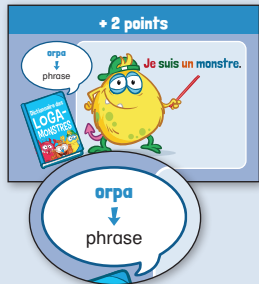 + 2 points
orpa
phrase
Je suis un monstre.
Dictionnaire des
LOGA-
MONSTRES
orpa
phrase